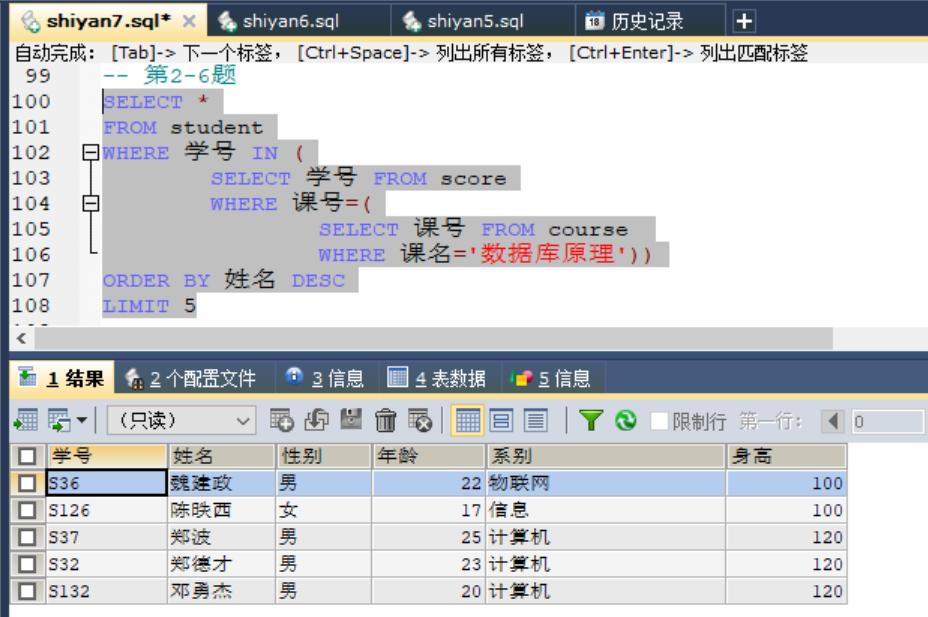 shiyan7.sql* shiyan6.sql shiyan5.sql 18 历史记录
自动完成: [Tab]-> 下一个标签, [Ctrl+Space]-> 列出所有标签, [Ctrl+Enter]-> 列出匹配标签
99 -- 第2-6题
100 SELECT *
101 FROM student
102 WHERE 学号 IN (
103 SELECT 学号 FROM score
104 WHERE 课号=(
105 SELECT 课号 FROM course
106 WHERE 课名='数据库原理'))
107 ORDER BY 姓名 DESC
108 LIMIT 5
1 结果 2 个配置文件 3 信息 4 表数据 5 信息
(只读) 限制行 第一行: 0
学号 姓名 性别 年龄 系别 身高
S36 魏建政 男 22 物联网 100
S126 陈映西 女 17 信息 100
S37 郑波 男 25 计算机 120
S32 郑德才 男 23 计算机 120
S132 邓勇杰 男 20 计算机 120